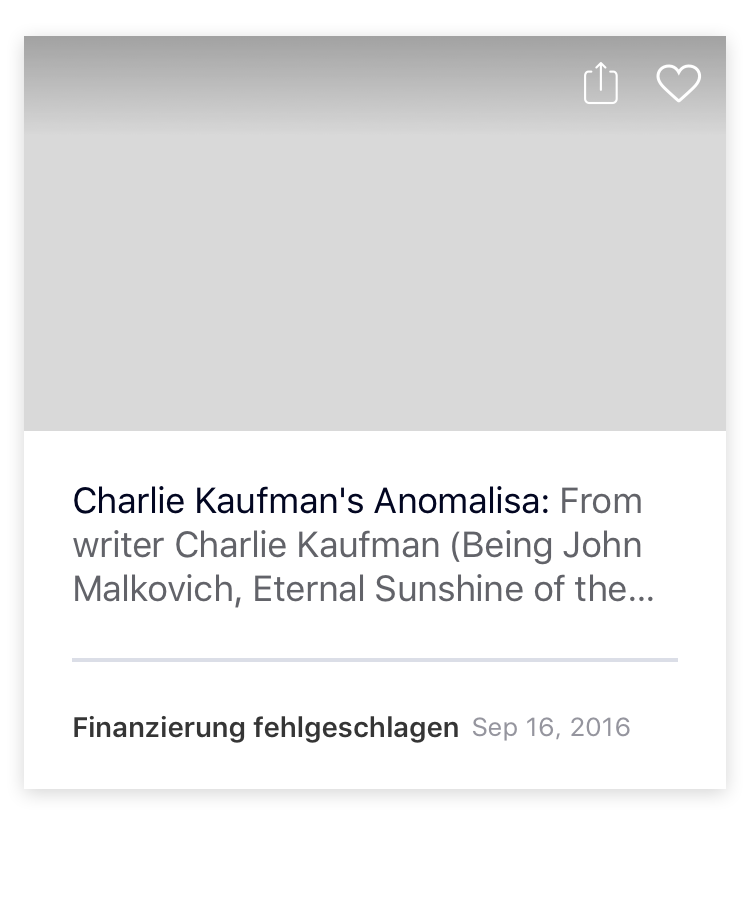 Charlie Kaufman's Anomalisa: From
writer Charlie Kaufman (Being John
Malkovich, Eternal Sunshine of the...
Finanzierung fehlgeschlagen Sep 16, 2016